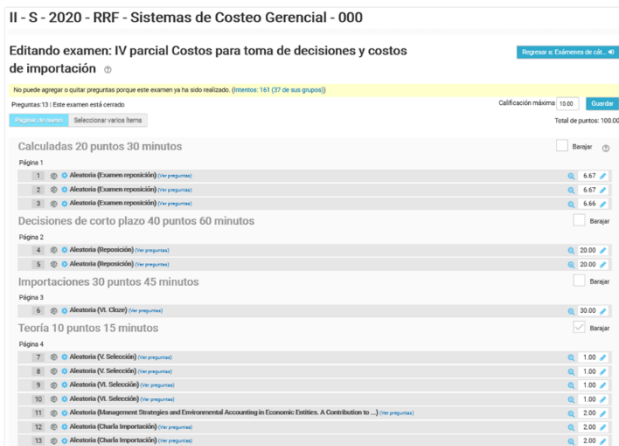 II - S - 2020 - RRF - Sistemas de Costeo Gerencial - 000
Editando examen: IV parcial Costos para toma de decisiones y costos
de importación
Regresar a: Exámenes de cát...
No puede agregar o quitar preguntas porque este examen ya ha sido realizado. (Intentos: 161 (37 de sus grupos))
Preguntas: 13 | Este examen está cerrado
Calificación máxima 10.00 Guardar
Seleccionar varios ítems
Total de puntos: 100.00
Calculadas 20 puntos 30 minutos Barajar
Página 1
1 Aleatoria (Examen reposición) (Ver preguntas) 6.67
2 Aleatoria (Examen reposición) (Ver preguntas) 6.67
3 Aleatoria (Examen reposición) (Ver preguntas) 6.66
Decisiones de corto plazo 40 puntos 60 minutos Barajar
Página 2
4 Aleatoria (Reposición) (Ver preguntas) 20.00
5 Aleatoria (Reposición) (Ver preguntas) 20.00
Importaciones 30 puntos 45 minutos Barajar
Página 3
6 Aleatoria (VI. Cloze) (Ver preguntas) 30.00
Teoría 10 puntos 15 minutos Barajar
Página 4
7 Aleatoria (V. Selección) (Ver preguntas) 1.00
8 Aleatoria (V. Selección) (Ver preguntas) 1.00
9 Aleatoria (VI. Selección) (Ver preguntas) 1.00
10 Aleatoria (VI. Selección) (Ver preguntas) 1.00
11 Aleatoria (Management Strategies and Environmental Accounting in Economic Entities. A Contribution to ...) (Ver preguntas) 2.00
12 Aleatoria (Charla Importación) (Ver preguntas) 2.00
13 Aleatoria (Charla Importación) (Ver preguntas) 2.00